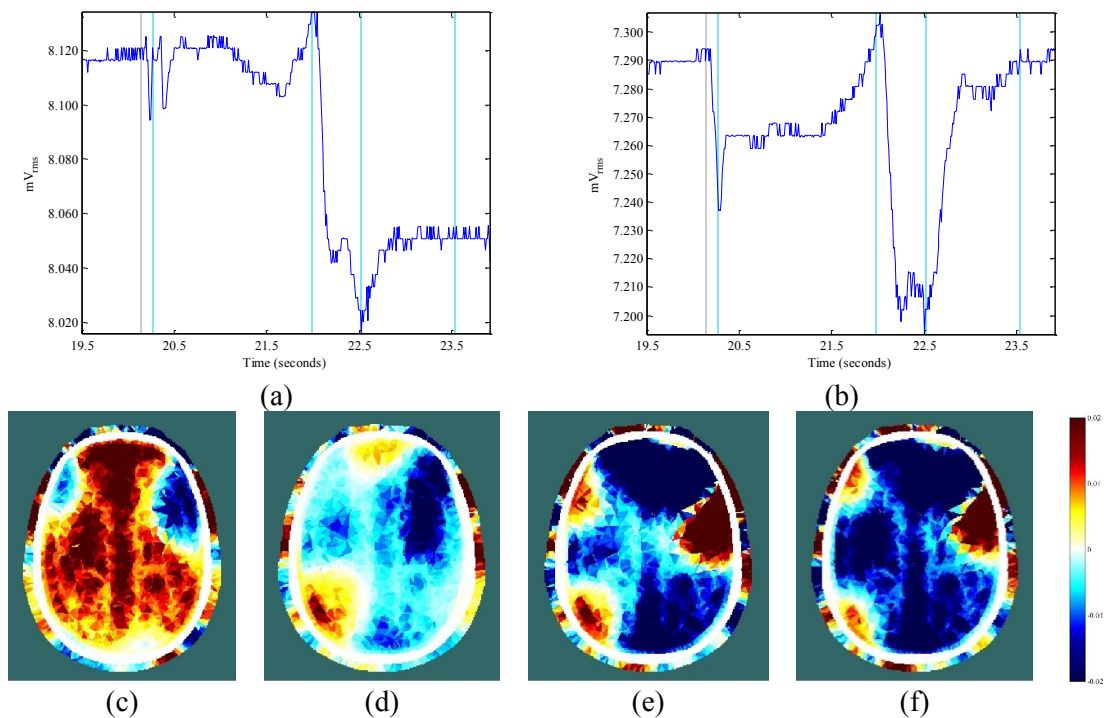 8.120
8.100
8.080
8.060
8.040
8.020
mVrms
19.5 20.5 21.5 22.5 23.5
Time (seconds)
(a)
7.300
7.290
7.280
7.270
7.260
7.250
7.240
7.230
7.220
7.210
7.200
mVrms
19.5 20.5 21.5 22.5 23.5
Time (seconds)
(b)
0.02
0.01
0
-0.01
-0.02
(c) (d) (e) (f)